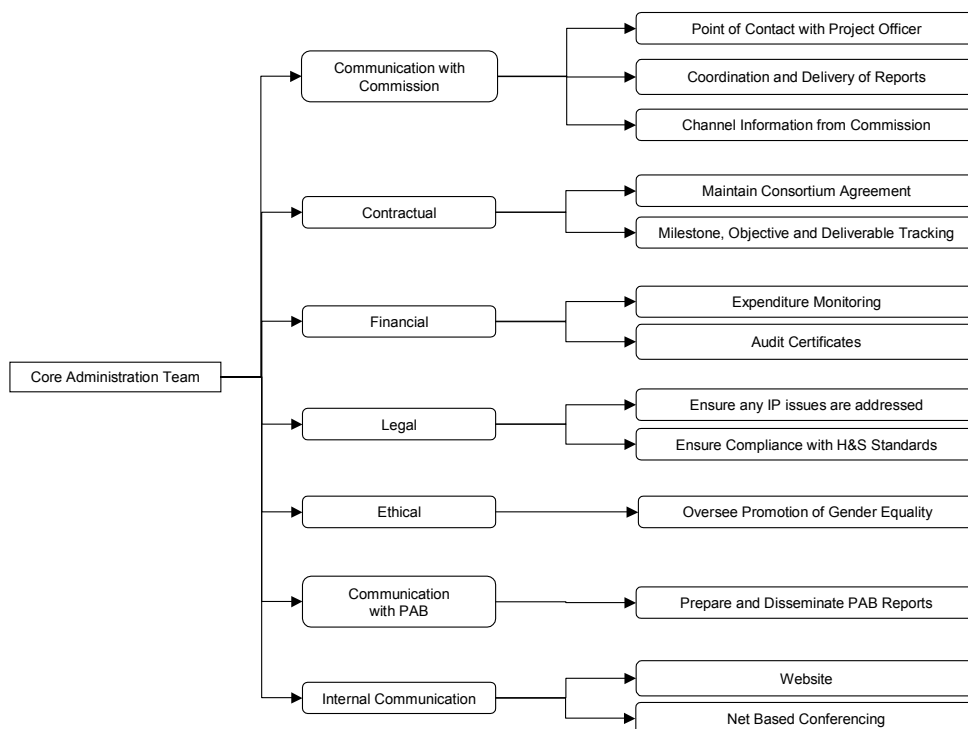 Core Administration Team
Communication with
Commission
Point of Contact with Project Officer
Coordination and Delivery of Reports
Channel Information from Commission
Contractual
Maintain Consortium Agreement
Milestone, Objective and Deliverable Tracking
Financial
Expenditure Monitoring
Audit Certificates
Legal
Ensure any IP issues are addressed
Ensure Compliance with H&S Standards
Ethical
Oversee Promotion of Gender Equality
Communication
with PAB
Prepare and Disseminate PAB Reports
Internal Communication
Website
Net Based Conferencing